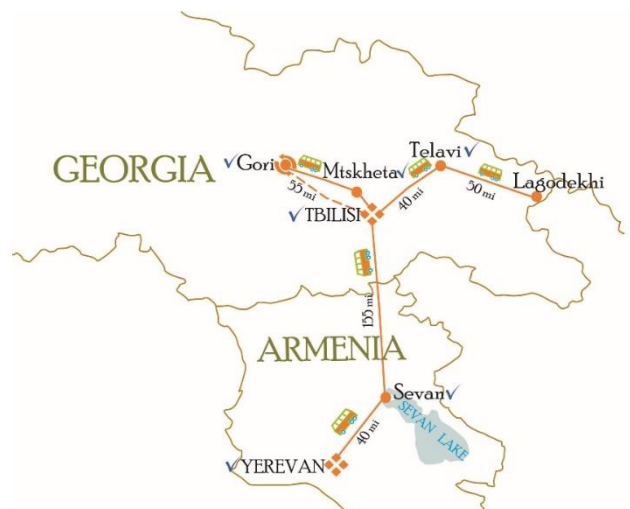 GEORGIA
Gori
Mtskheta
Telavi
Lagodekhi
55 mi
TBILISI
40 mi
50 mi
155 mi
ARMENIA
Sevan
SEVAN LAKE
40 mi
YEREVAN